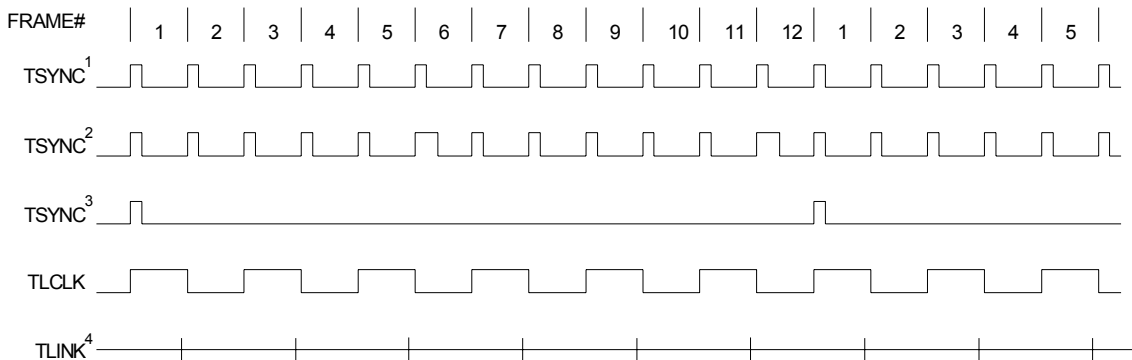 FRAME# 1 2 3 4 5 6 7 8 9 10 11 12 1 2 3 4 5
TSYNC1
TSYNC2
TSYNC3
TLCLK
TLINK4